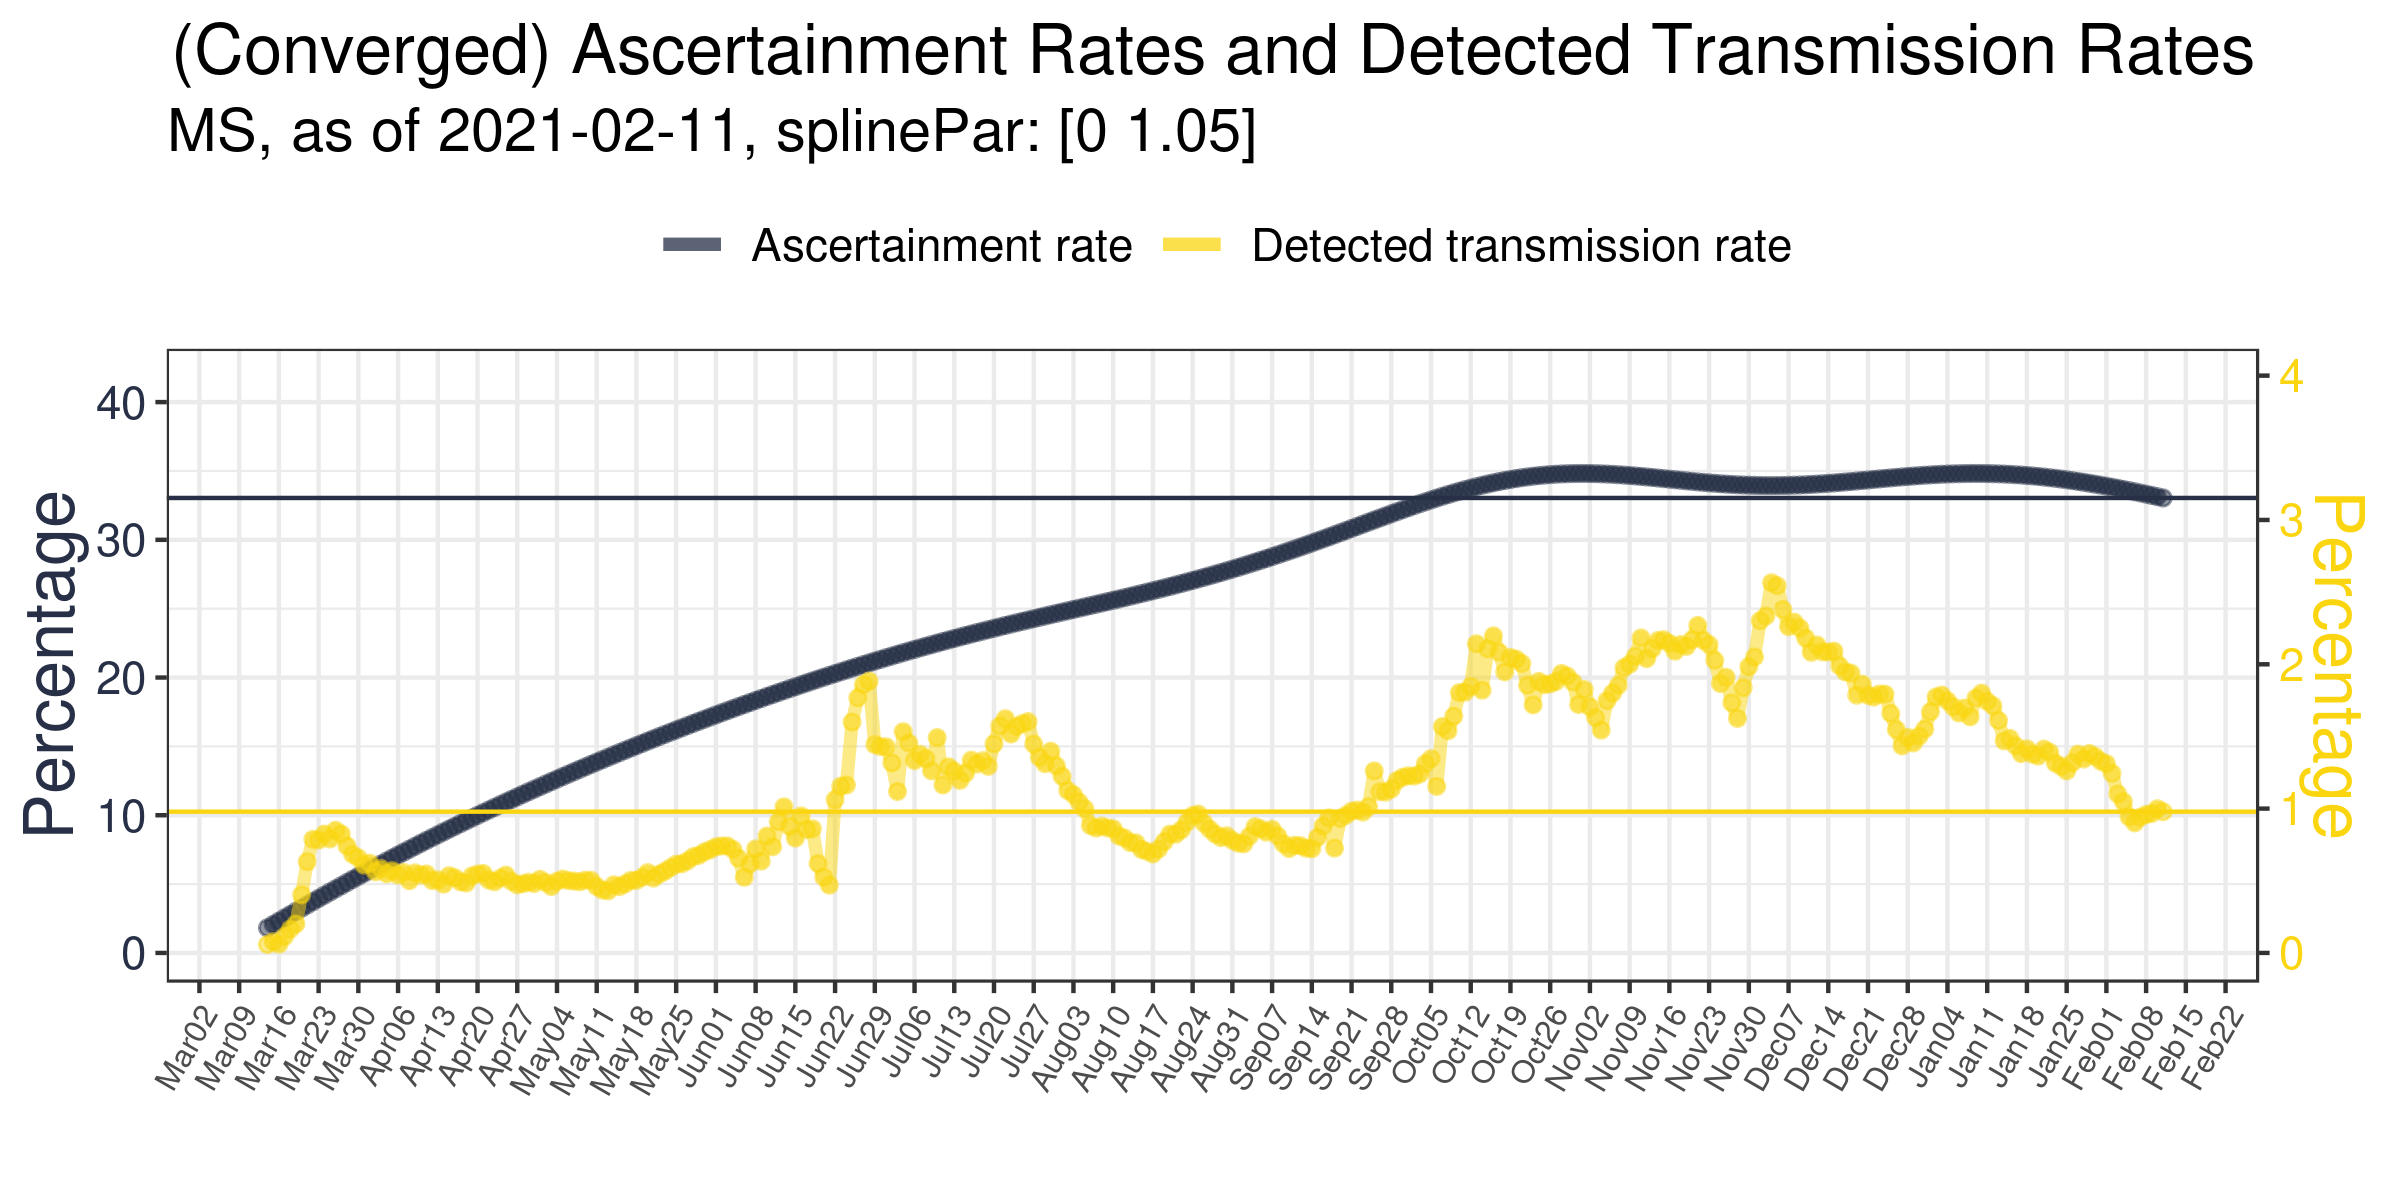 (Converged) Ascertainment Rates and Detected Transmission Rates
MS, as of 2021-02-11, splinePar: [0 1.05]
Ascertainment rate Detected transmission rate
Percentage
40
30
20
10
0
4
3
2
1
0
Percentage
Mar02 Mar09 Mar16 Mar23 Mar30 Apr06 Apr13 Apr20 Apr27 May04 May11 May18 May25 Jun01 Jun08 Jun15 Jun22 Jun29 Jul06 Jul13 Jul20 Jul27 Aug03 Aug10 Aug17 Aug24 Aug31 Sep07 Sep14 Sep21 Sep28 Oct05 Oct12 Oct19 Oct26 Nov02 Nov09 Nov16 Nov23 Nov30 Dec07 Dec14 Dec21 Dec28 Jan04 Jan11 Jan18 Jan25 Feb01 Feb08 Feb15 Feb22